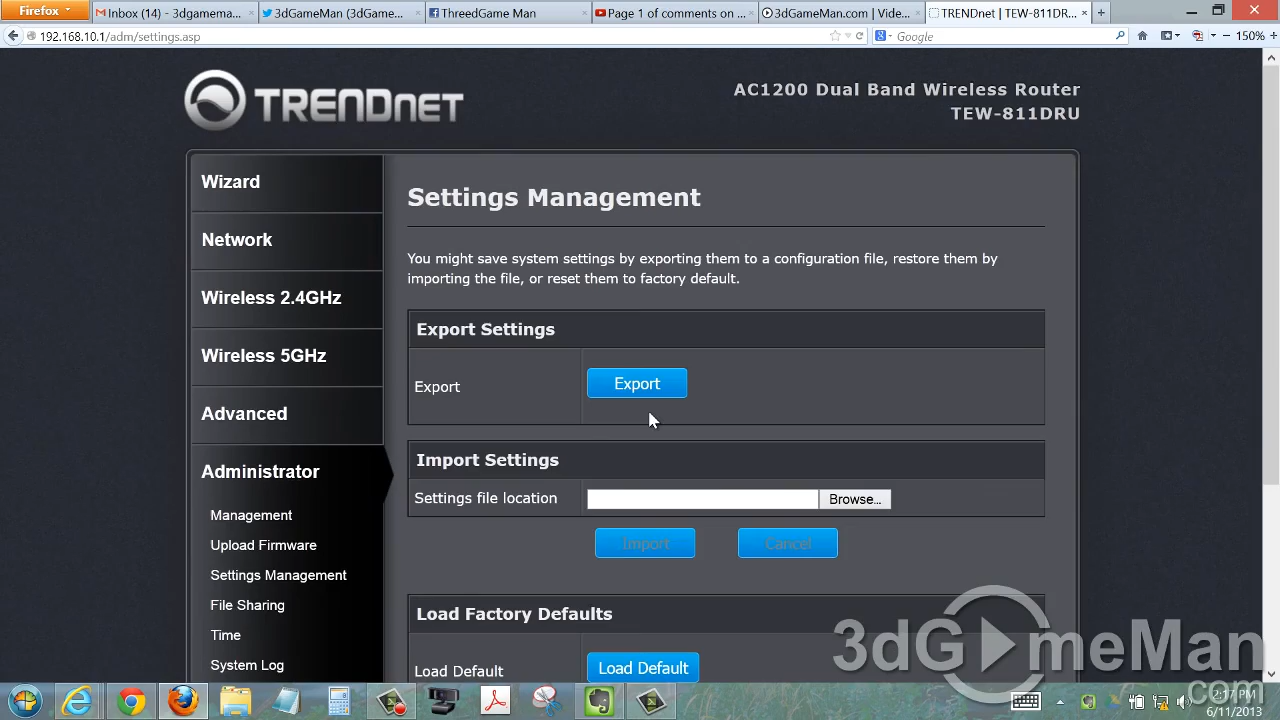 Firefox
Inbox (14) - 3dgamema...
3dGameMan (3dGame...
ThreedGame Man
Page 1 of comments on ...
3dGameMan.com | Vide...
TRENDnet | TEW-811DR...
192.168.10.1/adm/settings.asp
Google
150%
TRENDNET
AC1200 Dual Band Wireless Router
TEW-811DRU
Wizard
Network
Wireless 2.4GHz
Wireless 5GHz
Advanced
Administrator
Management
Upload Firmware
Settings Management
File Sharing
Time
System Log
Settings Management
You might save system settings by exporting them to a configuration file, restore them by
importing the file, or reset them to factory default.
Export Settings
Export
Export
Import Settings
Settings file location
Browse...
Import
Cancel
Load Factory Defaults
Load Default
Load Default
3dGameMan
.com
2:17 PM
6/11/2013